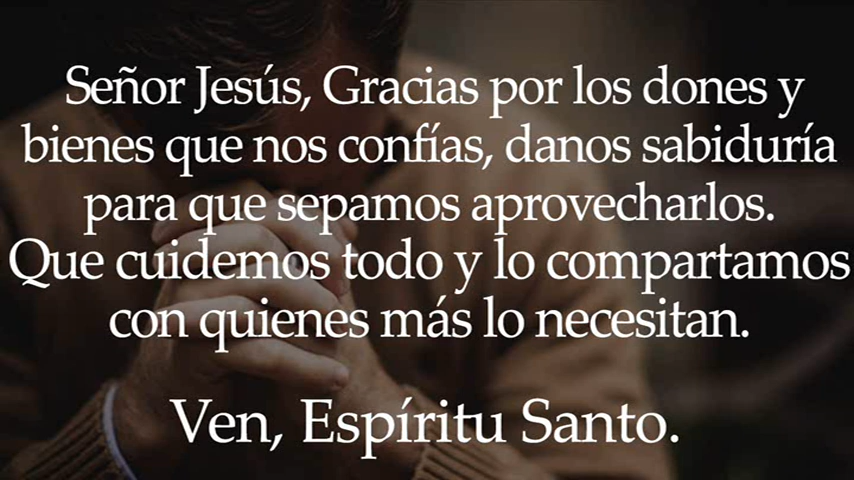 Señor Jesús, Gracias por los dones y
bienes que nos confías, danos sabiduría
para que sepamos aprovecharlos.
Que cuidemos todo y lo compartamos
con quienes más lo necesitan.
Ven, Espíritu Santo.